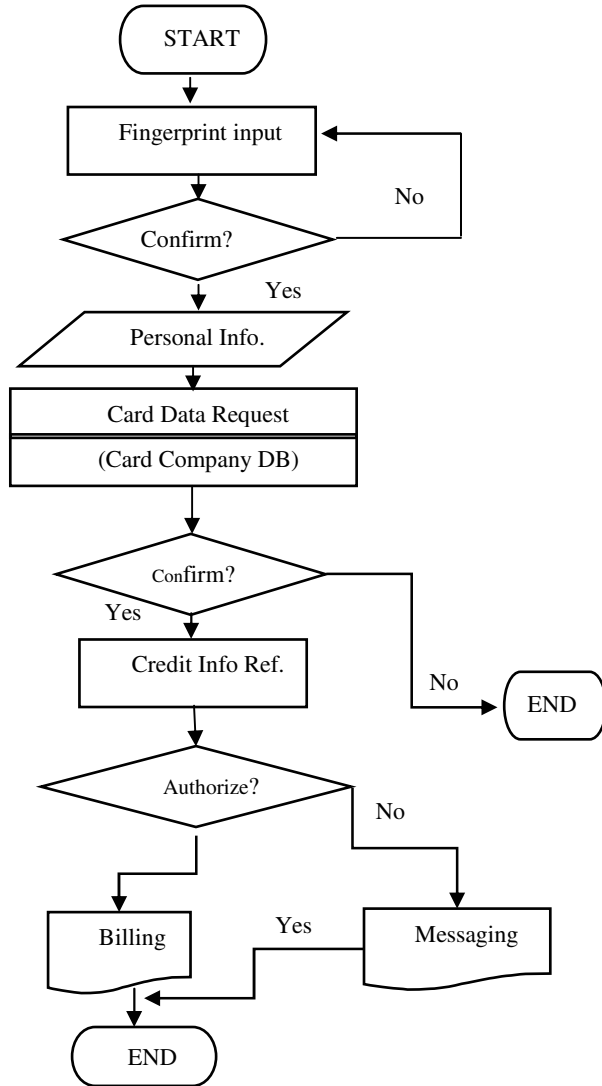 START
Fingerprint input
No
Confirm?
Yes
Personal Info.
Card Data Request
(Card Company DB)
Confirm?
Yes
Credit Info Ref.
No
END
Authorize?
No
Billing
Yes
Messaging
END